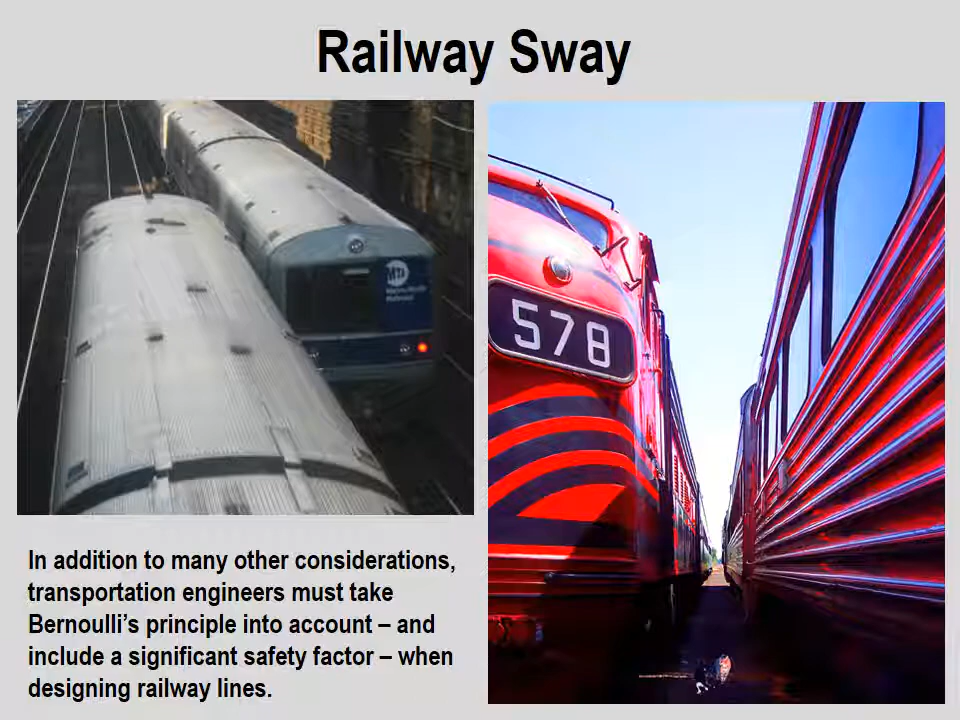 Railway Sway
578
In addition to many other considerations,
transportation engineers must take
Bernoulli’s principle into account – and
include a significant safety factor – when
designing railway lines.